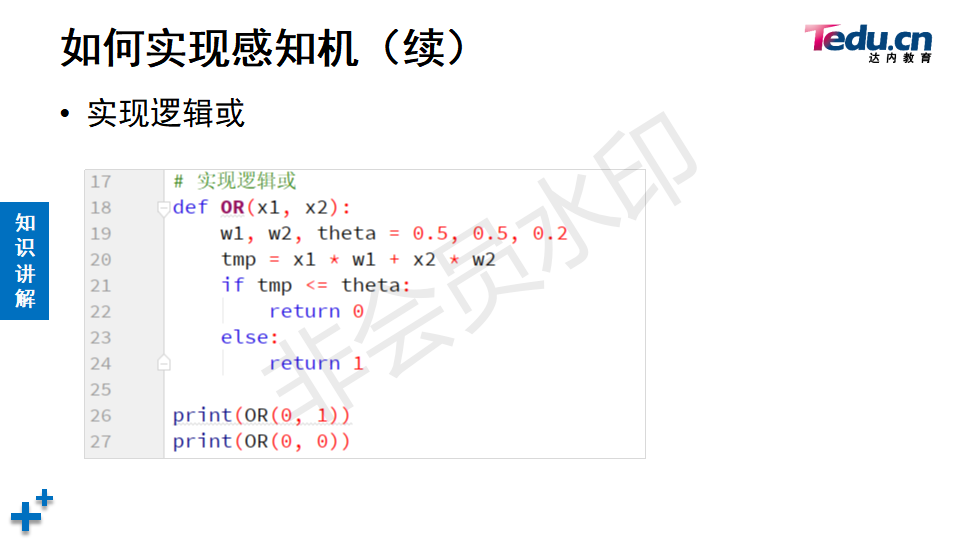 如何实现感知机（续）
Tedu.cn
达内教育
• 实现逻辑或
知识讲解
17 # 实现逻辑或
18 def OR(x1, x2):
19     w1, w2, theta = 0.5, 0.5, 0.2
20     tmp = x1 * w1 + x2 * w2
21     if tmp <= theta:
22         return 0
23     else:
24         return 1
25
26 print(OR(0, 1))
27 print(OR(0, 0))
非会员水印